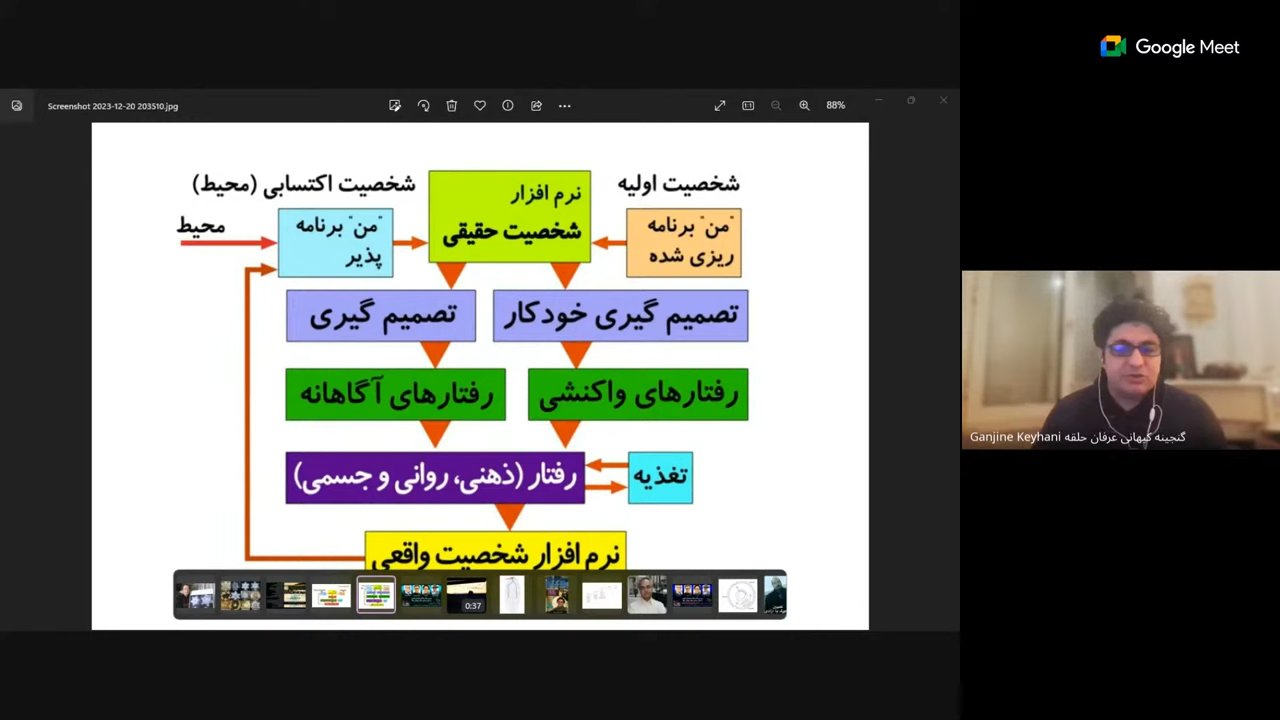 Google Meet
Screenshot 2023-12-20 203510.jpg
88%
شخصیت اکتسابی (محیط)
نرم افزار
شخصیت حقیقی
شخصیت اولیه
محیط
"من" برنامه
پذیر
"من" برنامه
ریزی شده
تصمیم گیری
تصمیم گیری خودکار
رفتارهای آگاهانه
رفتارهای واکنشی
رفتار (ذهنی، روانی و جسمی)
تغذیه
نرم افزار شخصیت واقعی
0:37
Ganjine Keyhani گنجینه کیهانی عرفان حلقه